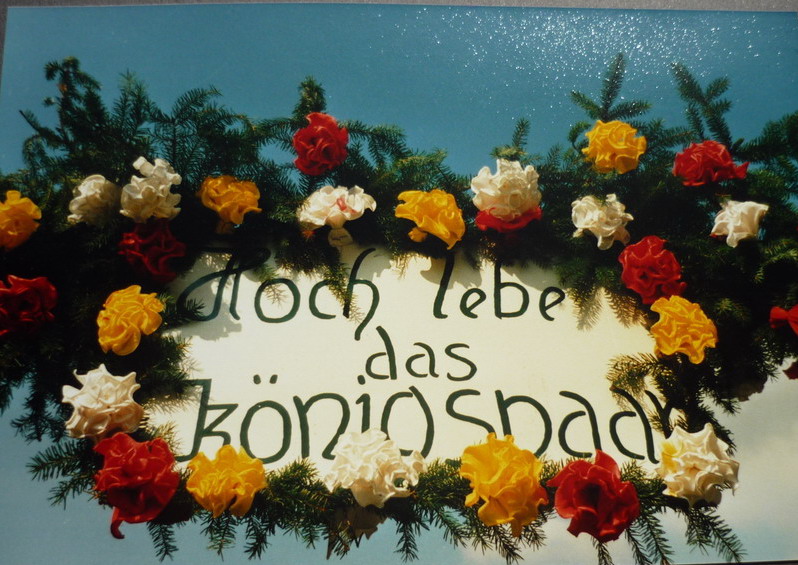 Hoch lebe
das
Königspaar